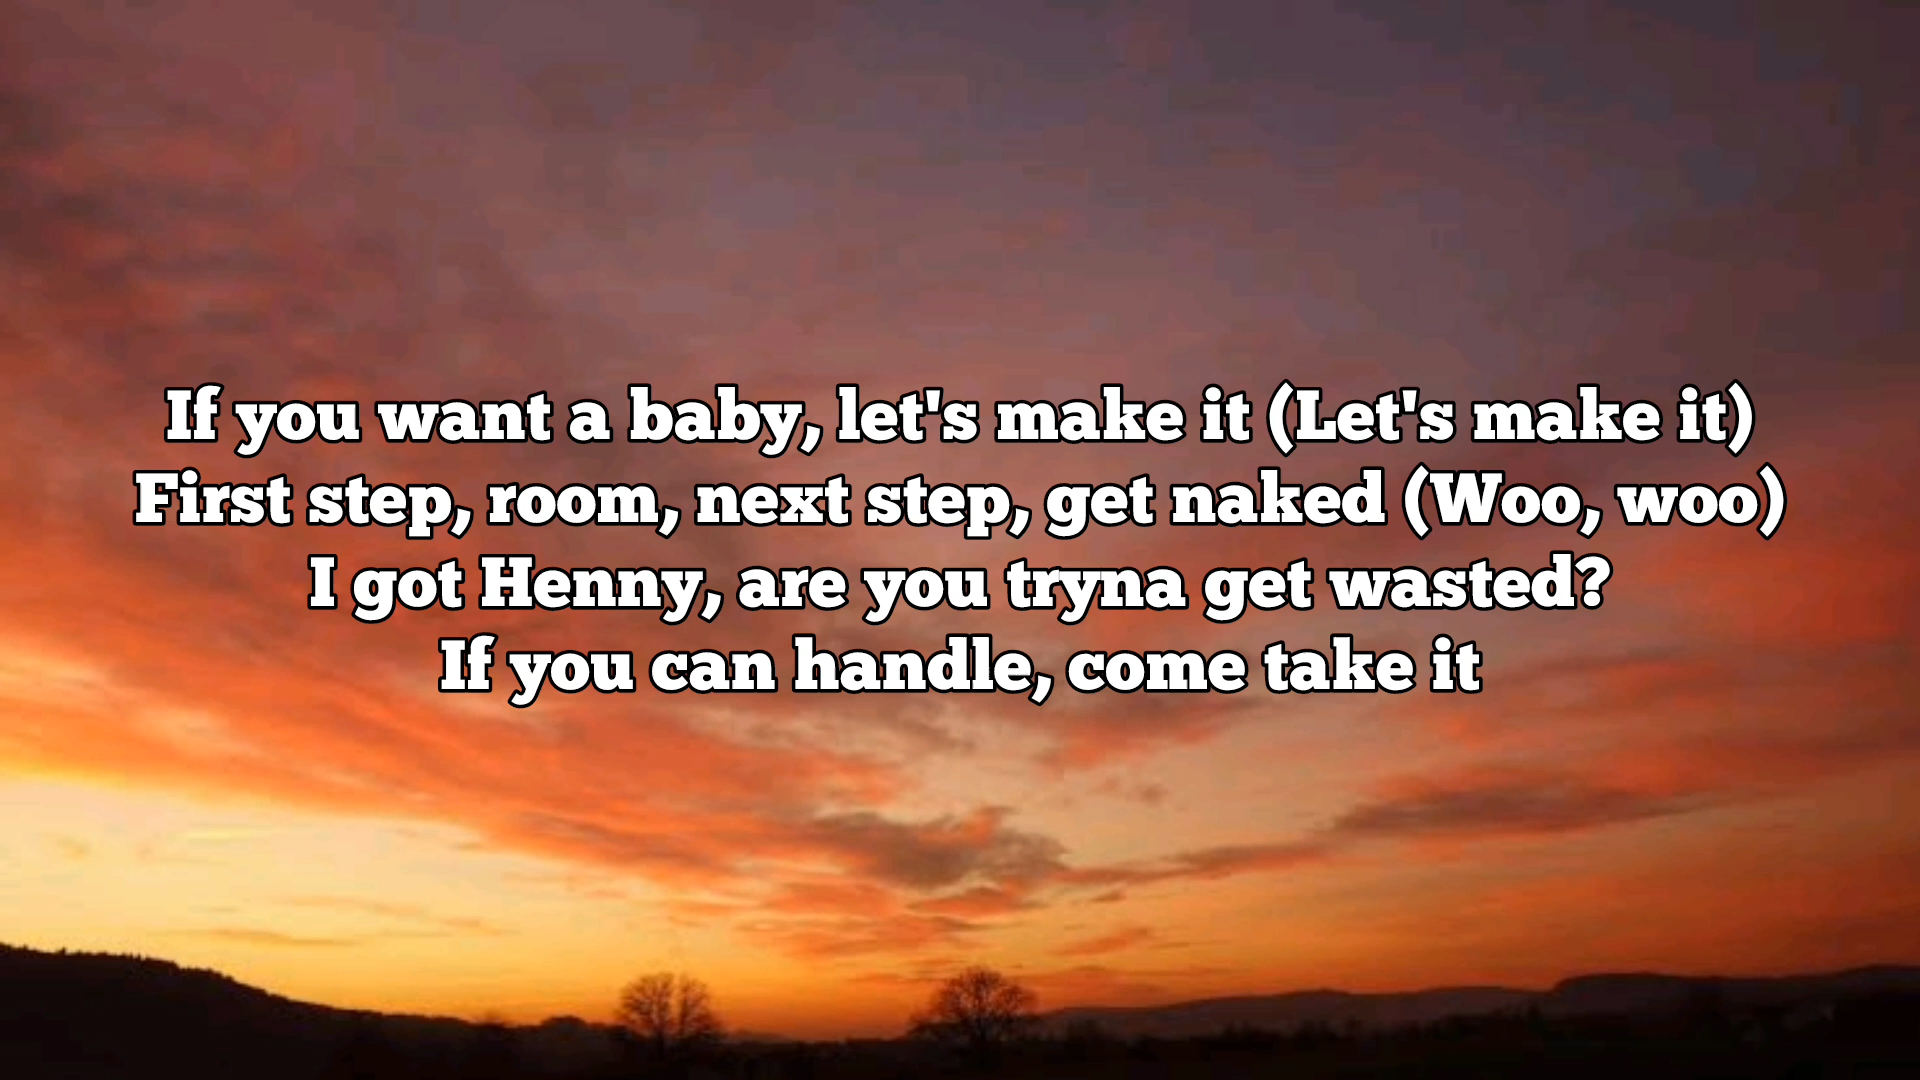 If you want a baby, let's make it (Let's make it)
First step, room, next step, get naked (Woo, woo)
I got Henny, are you tryna get wasted?
If you can handle, come take it